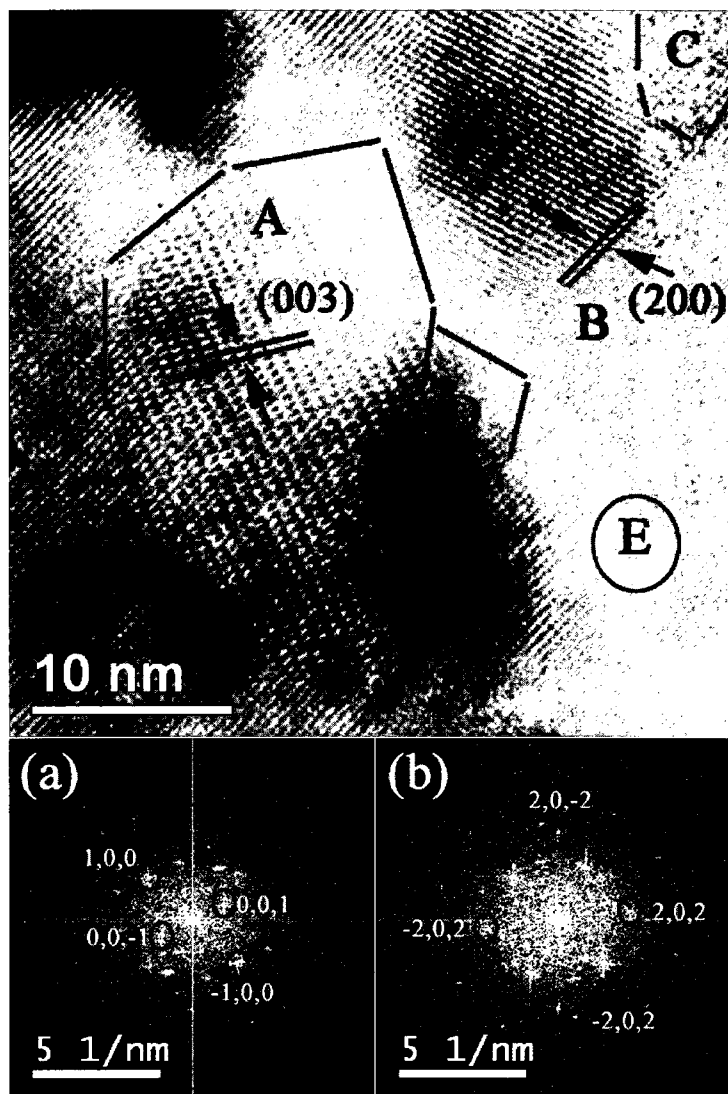 C
A
(003)
(200)
B
E
10 nm
(a)
(b)
2,0,-2
1,0,0
0,0,1
2,0,2
0,0,-1
-2,0,2
-1,0,0
-2,0,2
5 1/nm
5 1/nm